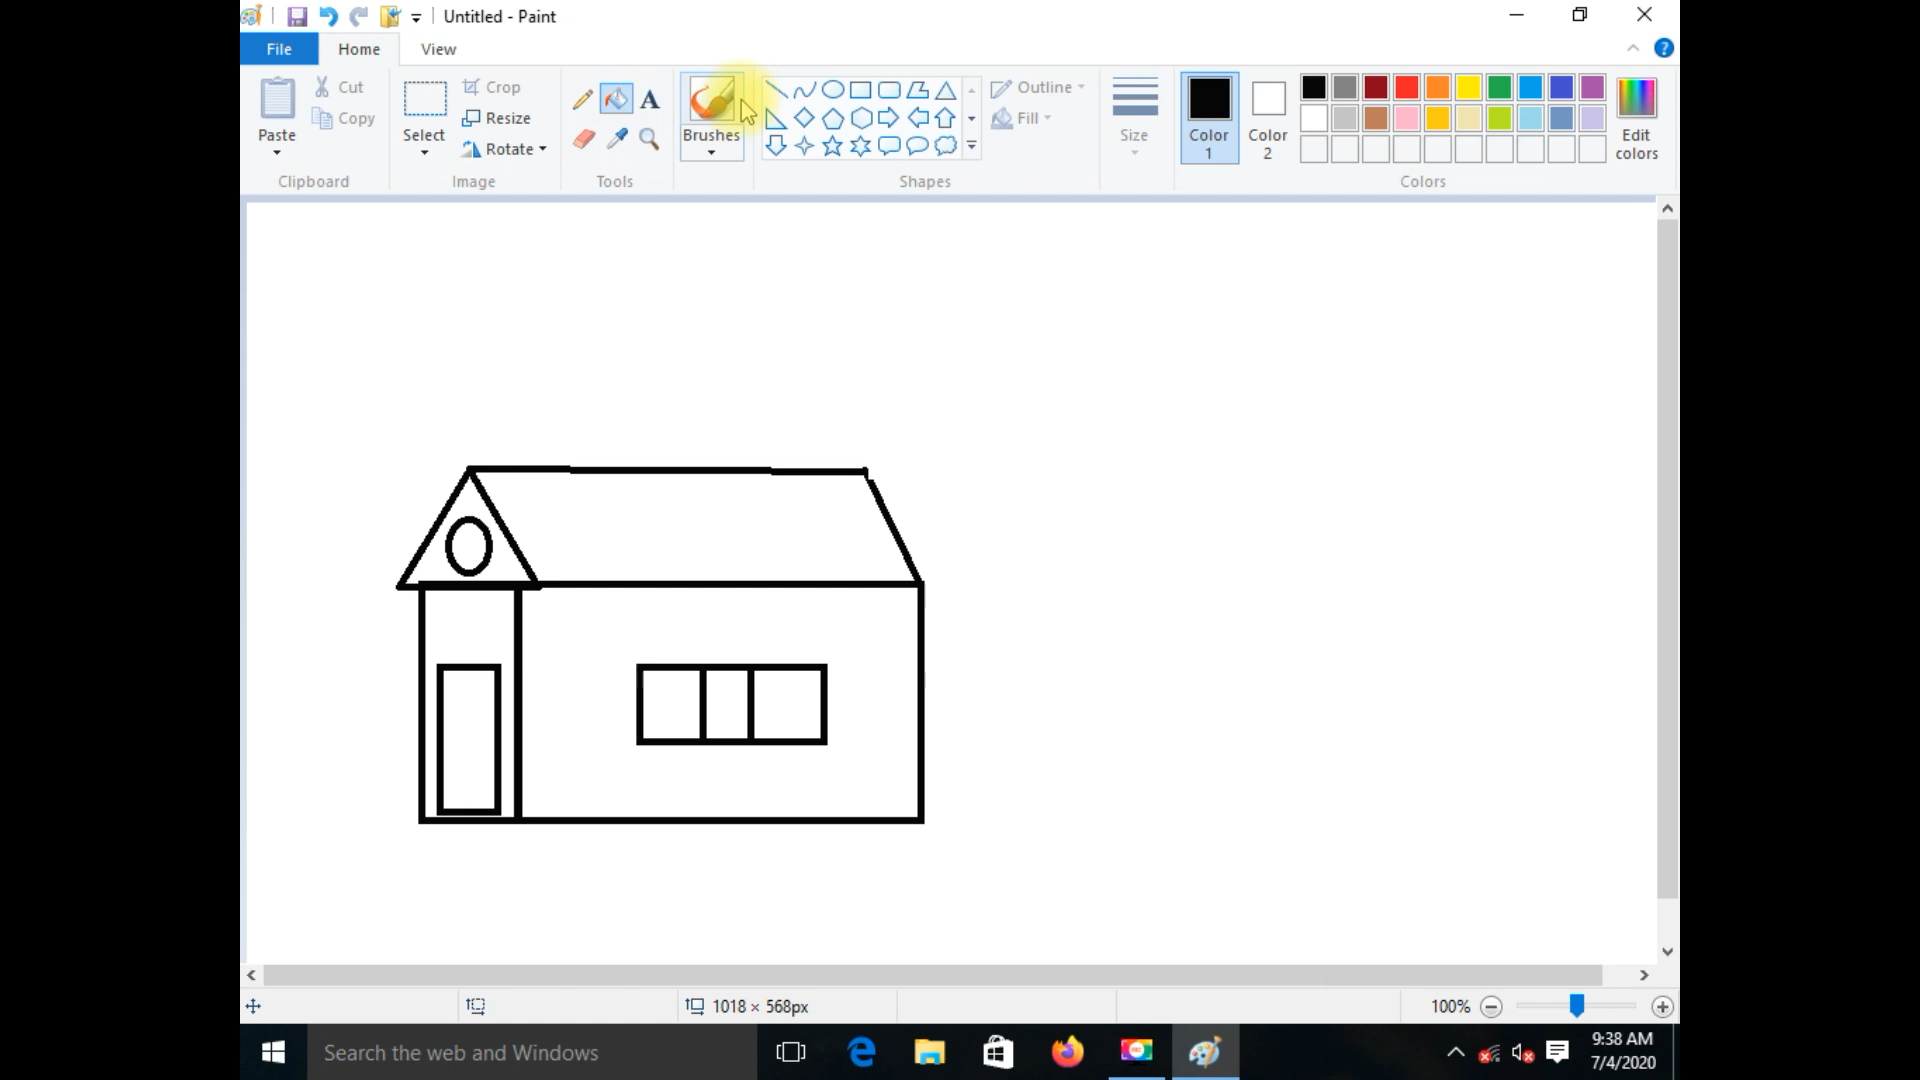 Untitled - Paint
File Home View
Paste
Cut
Copy
Clipboard
Select
Crop
Resize
Rotate
Image
A
Tools
Brushes
Outline
Fill
Shapes
Size
Color
1
Color
2
Edit
colors
Colors
?
1018 × 568px
100%
Search the web and Windows
9:38 AM
7/4/2020